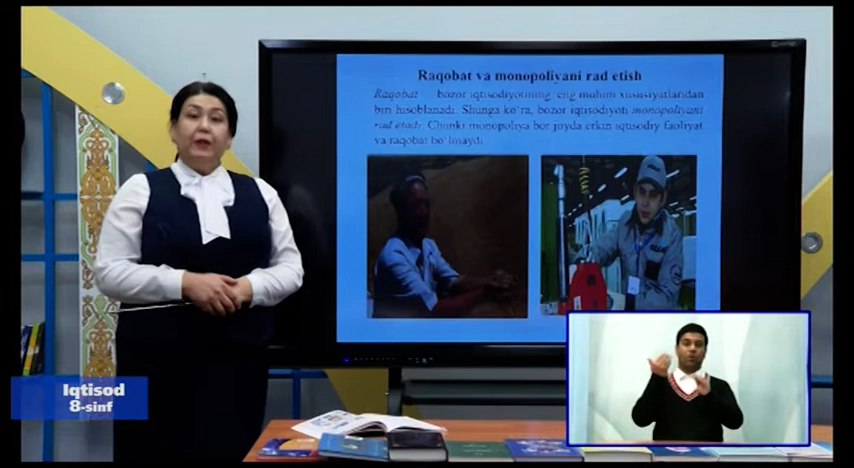 Raqobat va monopoliyani rad etish
Raqobat – bozor iqtisodiyotining eng muhim xususiyatlaridan
biri hisoblanadi. Shunga ko‘ra, bozor iqtisodiyoti monopoliyani
rad etadi. Chunki monopoliya bor joyda erkin iqtisodiy faoliyat
va raqobat bo‘lmaydi
Iqtisod
8-sinf